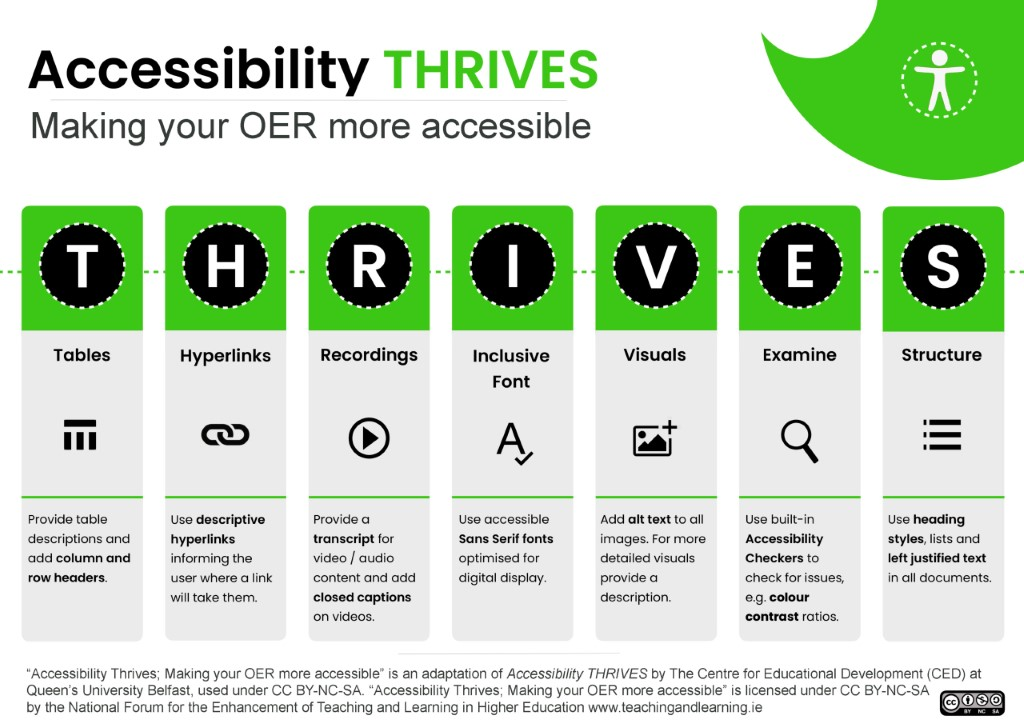 Accessibility THRIVES
Making your OER more accessible
T
H
R
I
V
E
S
Tables
Hyperlinks
Recordings
Inclusive
Font
Visuals
Examine
Structure
A
Provide table
descriptions and
add column and
row headers.
Use descriptive
hyperlinks
informing the
user where a link
will take them.
Provide a
transcript for
video / audio
content and add
closed captions
on videos.
Use accessible
Sans Serif fonts
optimised for
digital display.
Add alt text to all
images. For more
detailed visuals
provide a
description.
Use built-in
Accessibility
Checkers to
check for issues,
e.g. colour
contrast ratios.
Use heading
styles, lists and
left justified text
in all documents.
“Accessibility Thrives; Making your OER more accessible” is an adaptation of Accessibility THRIVES by The Centre for Educational Development (CED) at
Queen’s University Belfast, used under CC BY-NC-SA. “Accessibility Thrives; Making your OER more accessible” is licensed under CC BY-NC-SA
by the National Forum for the Enhancement of Teaching and Learning in Higher Education www.teachingandlearning.ie
cc
BY NC SA